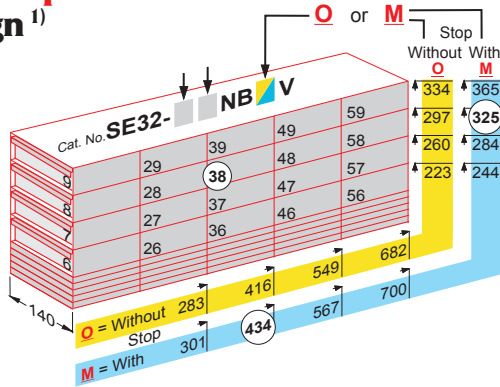 gn 1)
O or M
Stop
Without With
O M
Cat. No. SE32- NB V
334 365
297 325
260 284
223 244
9 29 39 49 59
8 28 38 48 58
7 27 37 47 57
6 26 36 46 56
140
O = Without 283 416 549 682
Stop
M = With 301 434 567 700